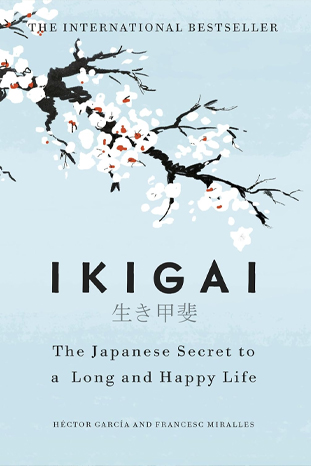 THE INTERNATIONAL BESTSELLER
IKIGAI
生き甲斐
The Japanese Secret to
a Long and Happy Life
HÉCTOR GARCÍA AND FRANCESC MIRALLES